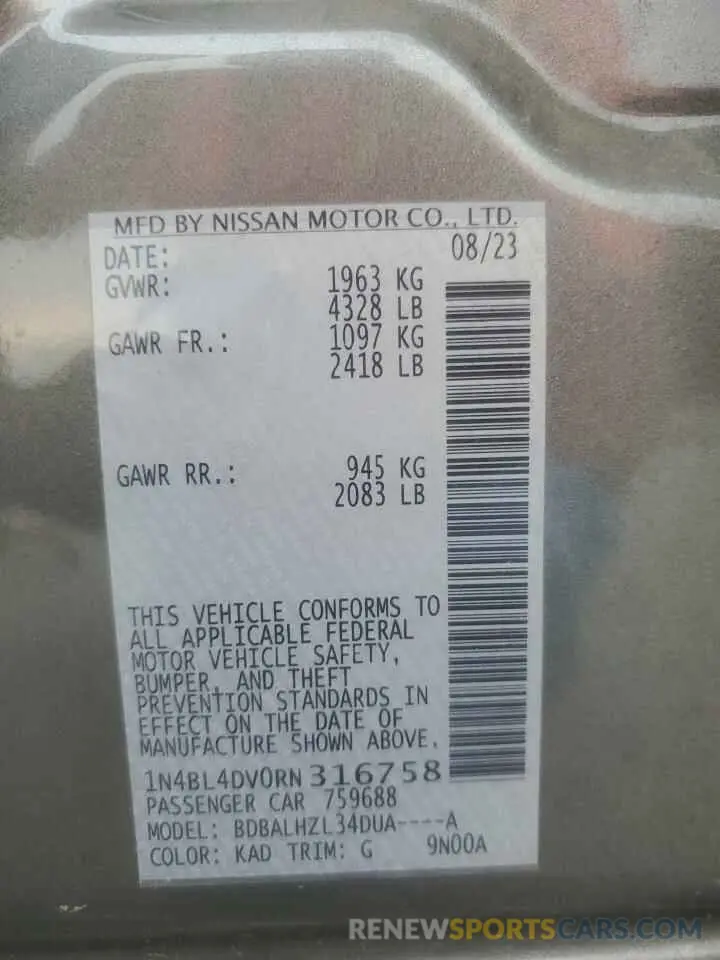 MFD BY NISSAN MOTOR CO., LTD.
DATE: 08/23
GVWR: 1963 KG
4328 LB
GAWR FR.: 1097 KG
2418 LB
GAWR RR.: 945 KG
2083 LB
THIS VEHICLE CONFORMS TO
ALL APPLICABLE FEDERAL
MOTOR VEHICLE SAFETY,
BUMPER, AND THEFT
PREVENTION STANDARDS IN
EFFECT ON THE DATE OF
MANUFACTURE SHOWN ABOVE.
1N4BL4DV0RN316758
PASSENGER CAR 759688
MODEL: BDBALHZL34DUA----A
COLOR: KAD TRIM: G 9N00A
RENEWSPORTSCARS.COM